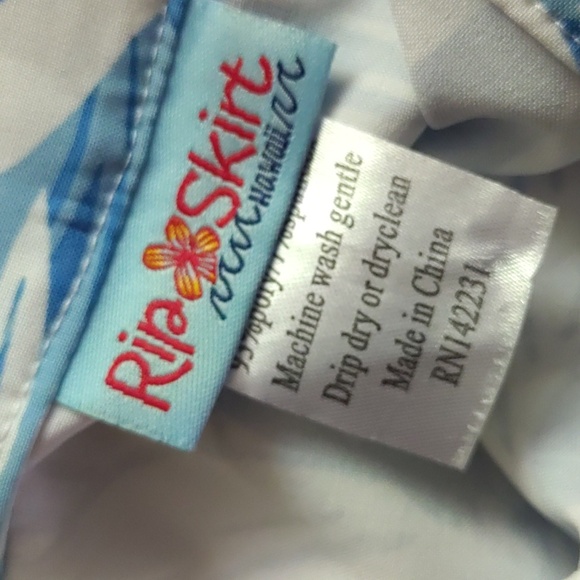 Rip Skirt
Hawaii
Machine wash gentle
Drip dry or dryclean
Made in China
RN142231